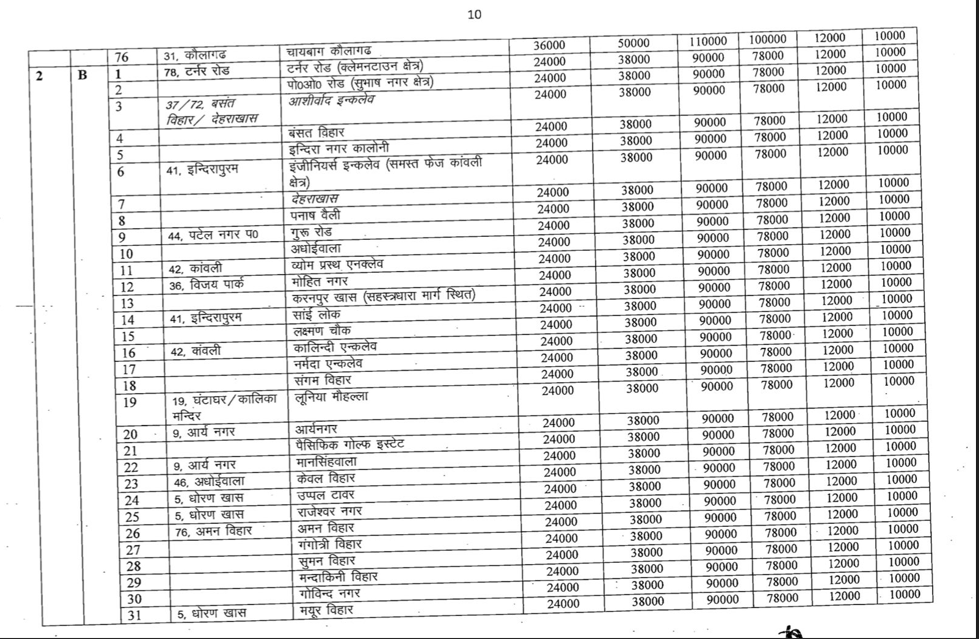 10
76 31, कौलागढ चायबाग कौलागढ 36000 50000 110000 100000 12000 10000
2 B 1 78, टर्नर रोड टर्नर रोड (क्लेमनटाउन क्षेत्र) 24000 38000 90000 78000 12000 10000
2 पो0ओ0 रोड (सुभाष नगर क्षेत्र) 24000 38000 90000 78000 12000 10000
3 37/72, बसंत आशीर्वाद इन्कलेव 24000 38000 90000 78000 12000 10000
विहार/ देहराखास
4 बंसत विहार 24000 38000 90000 78000 12000 10000
5 इन्दिरा नगर कालोनी 24000 38000 90000 78000 12000 10000
6 41, इन्दिरापुरम इंजीनियर्स इन्कलेव (समस्त फेज कांवली 24000 38000 90000 78000 12000 10000
क्षेत्र)
7 देहराखास 24000 38000 90000 78000 12000 10000
8 पनाष वैली 24000 38000 90000 78000 12000 10000
9 44, पटेल नगर प0 गुरू रोड 24000 38000 90000 78000 12000 10000
10 अधोईवाला 24000 38000 90000 78000 12000 10000
11 42, कांवली व्योम प्रस्थ एनक्लेव 24000 38000 90000 78000 12000 10000
12 36, विजय पार्क मोहित नगर 24000 38000 90000 78000 12000 10000
13 करनपुर खास (सहस्त्रधारा मार्ग स्थित) 24000 38000 90000 78000 12000 10000
14 41, इन्दिरापुरम सांई लोक 24000 38000 90000 78000 12000 10000
15 लक्ष्मण चौक 24000 38000 90000 78000 12000 10000
16 42, कांवली कालिन्दी एन्कलेव 24000 38000 90000 78000 12000 10000
17 नर्मदा एन्कलेव 24000 38000 90000 78000 12000 10000
18 संगम विहार 24000 38000 90000 78000 12000 10000
19 19, घंटाघर/कालिका लूनिया मौहल्ला 24000 38000 90000 78000 12000 10000
मन्दिर
20 9, आर्य नगर आर्यनगर 24000 38000 90000 78000 12000 10000
21 पैसिफिक गोल्फ इस्टेट 24000 38000 90000 78000 12000 10000
22 9, आर्य नगर मानसिंहवाला 24000 38000 90000 78000 12000 10000
23 46, अधोईवाला केवल विहार 24000 38000 90000 78000 12000 10000
24 5, धोरण खास उप्पल टावर 24000 38000 90000 78000 12000 10000
25 5, धोरण खास राजेश्वर नगर 24000 38000 90000 78000 12000 10000
26 76, अमन विहार अमन विहार 24000 38000 90000 78000 12000 10000
27 गंगोत्री विहार 24000 38000 90000 78000 12000 10000
28 सुमन विहार 24000 38000 90000 78000 12000 10000
29 मन्दाकिनी विहार 24000 38000 90000 78000 12000 10000
30 गोविन्द नगर 24000 38000 90000 78000 12000 10000
31 5, धोरण खास मयूर विहार 24000 38000 90000 78000 12000 10000